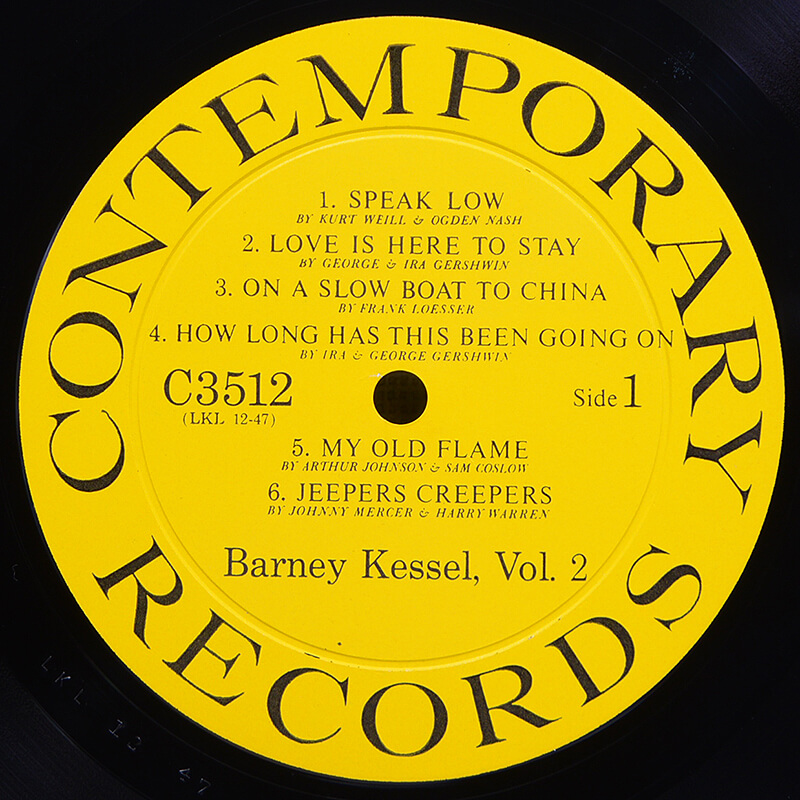 CONTEMPORARY
1. SPEAK LOW
BY KURT WEILL & OGDEN NASH
2. LOVE IS HERE TO STAY
BY GEORGE & IRA GERSHWIN
3. ON A SLOW BOAT TO CHINA
BY FRANK LOESSER
4. HOW LONG HAS THIS BEEN GOING ON
BY IRA & GEORGE GERSHWIN
C3512
(LKL 12-47)
Side 1
5. MY OLD FLAME
BY ARTHUR JOHNSON & SAM COSLOW
6. JEEPERS CREEPERS
BY JOHNNY MERCER & HARRY WARREN
Barney Kessel, Vol. 2
RECORDS
LKL 12 47